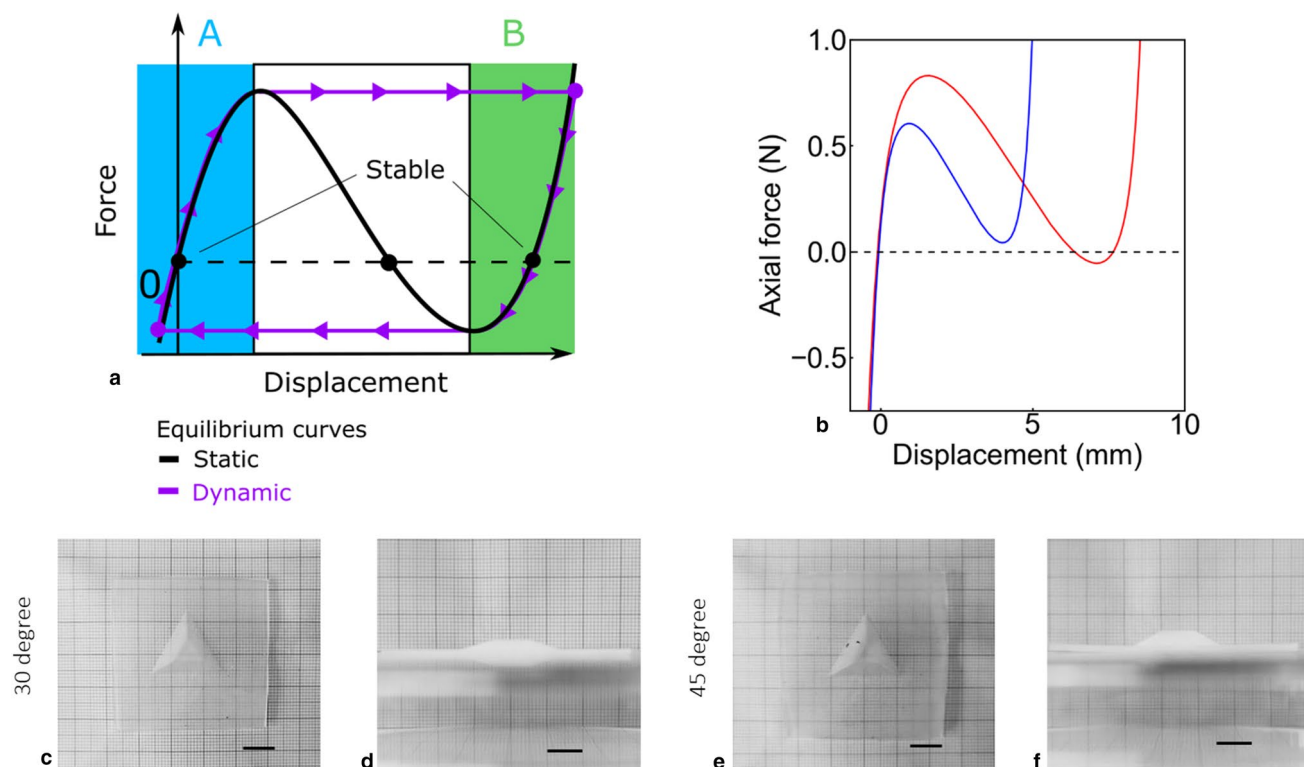 A
B
Stable
Force
0
Displacement
a
Equilibrium curves
Static
Dynamic
1.0
0.5
0.0
−0.5
Axial force (N)
0
5
10
b
Displacement (mm)
30 degree
c
d
45 degree
e
f